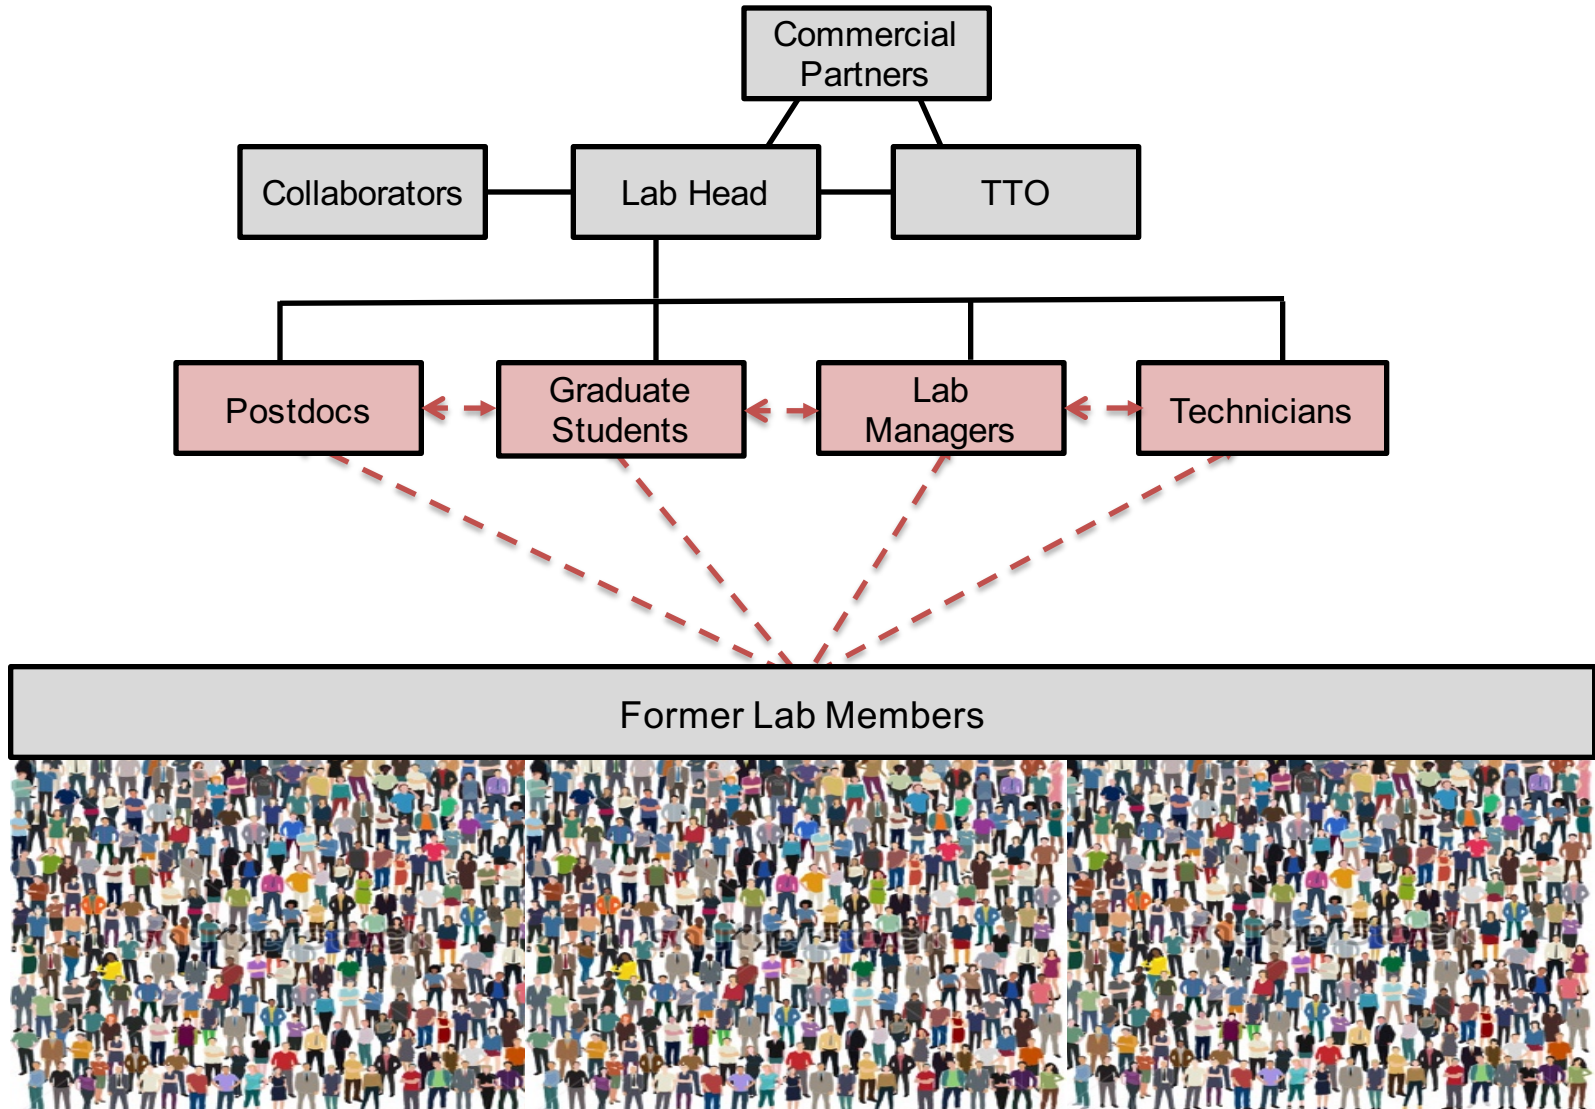 Commercial
Partners
Collaborators
Lab Head
TTO
Postdocs
Graduate
Students
Lab
Managers
Technicians
Former Lab Members